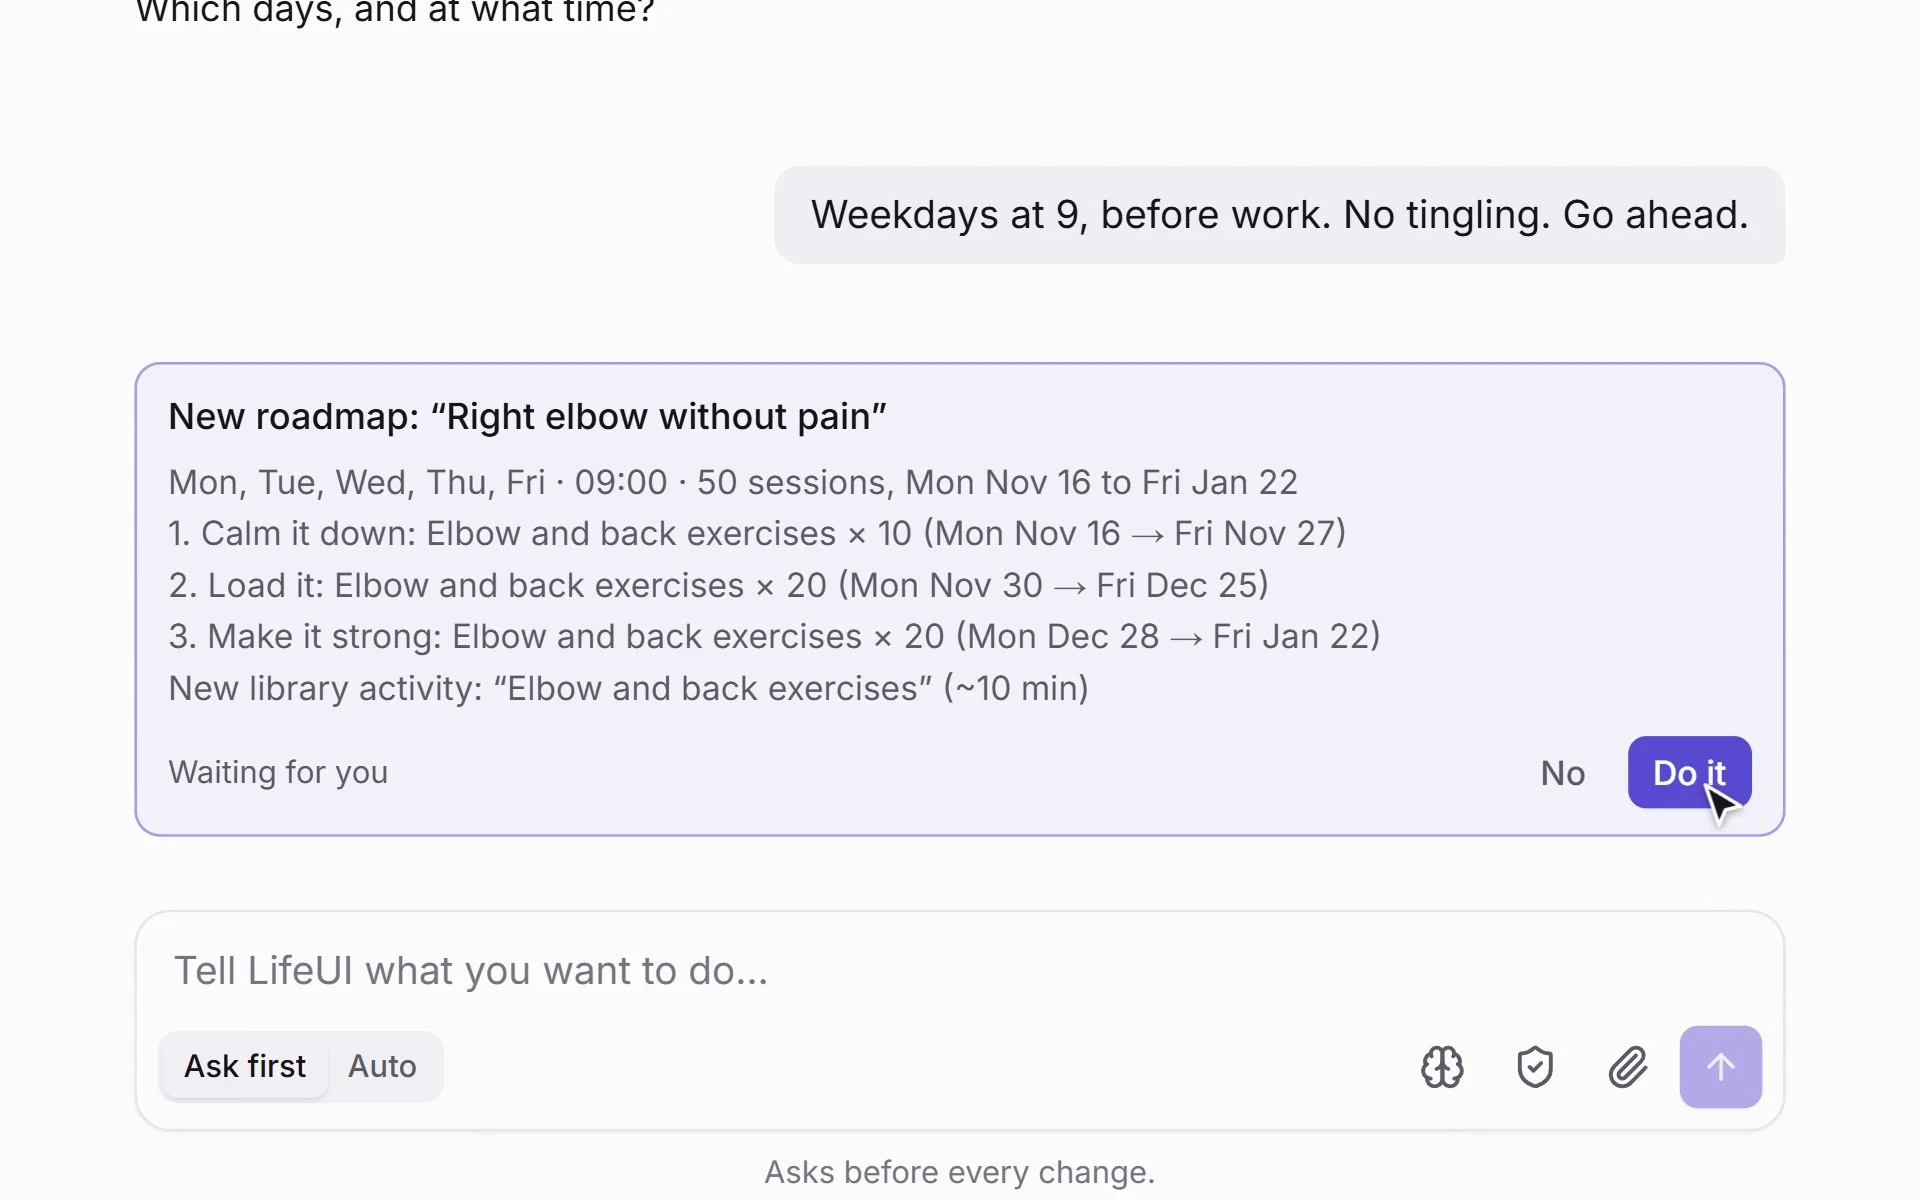 Which days, and at what time?
Weekdays at 9, before work. No tingling. Go ahead.
New roadmap: “Right elbow without pain”
Mon, Tue, Wed, Thu, Fri · 09:00 · 50 sessions, Mon Nov 16 to Fri Jan 22
1. Calm it down: Elbow and back exercises × 10 (Mon Nov 16 → Fri Nov 27)
2. Load it: Elbow and back exercises × 20 (Mon Nov 30 → Fri Dec 25)
3. Make it strong: Elbow and back exercises × 20 (Mon Dec 28 → Fri Jan 22)
New library activity: “Elbow and back exercises” (~10 min)
Waiting for you
No
Do it
Tell LifeUI what you want to do...
Ask first
Auto
Asks before every change.